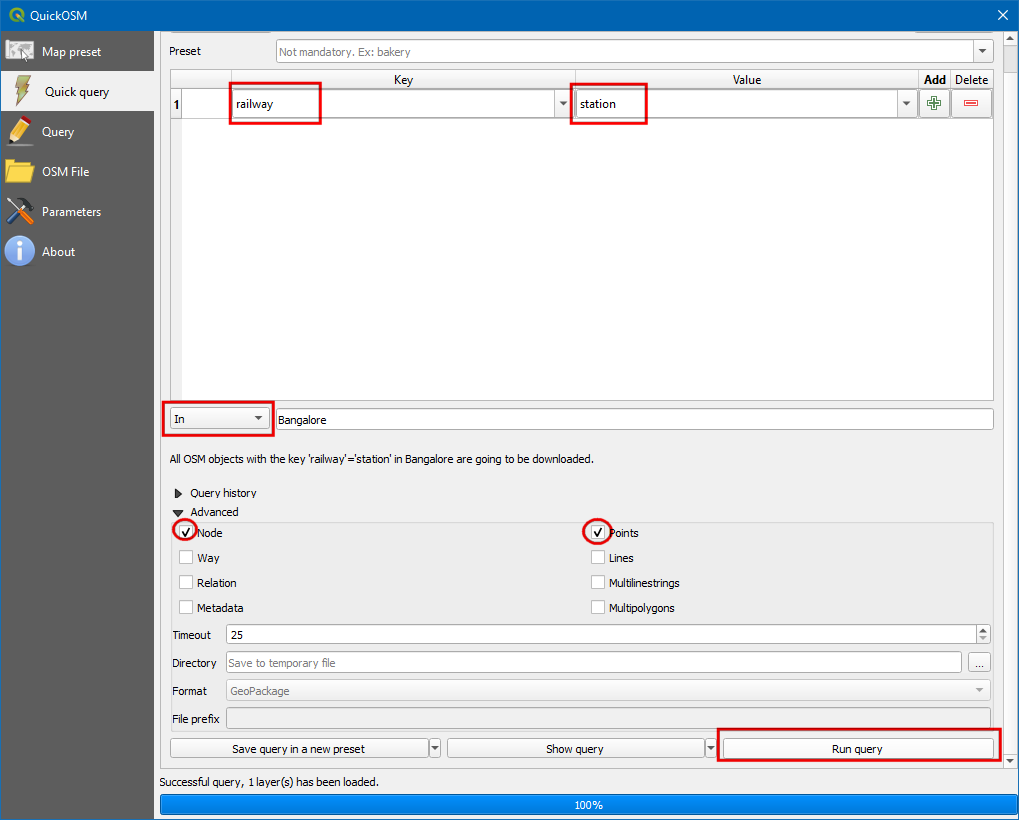 QuickOSM
Map preset
Quick query
Query
OSM File
Parameters
About
Preset Not mandatory. Ex: bakery
Key Value Add Delete
1 railway station
In Bangalore
All OSM objects with the key 'railway'='station' in Bangalore are going to be downloaded.
Query history
Advanced
Node Points
Way Lines
Relation Multilinestrings
Metadata Multipolygons
Timeout 25
Directory Save to temporary file ...
Format GeoPackage
File prefix
Save query in a new preset Show query Run query
Successful query, 1 layer(s) has been loaded.
100%